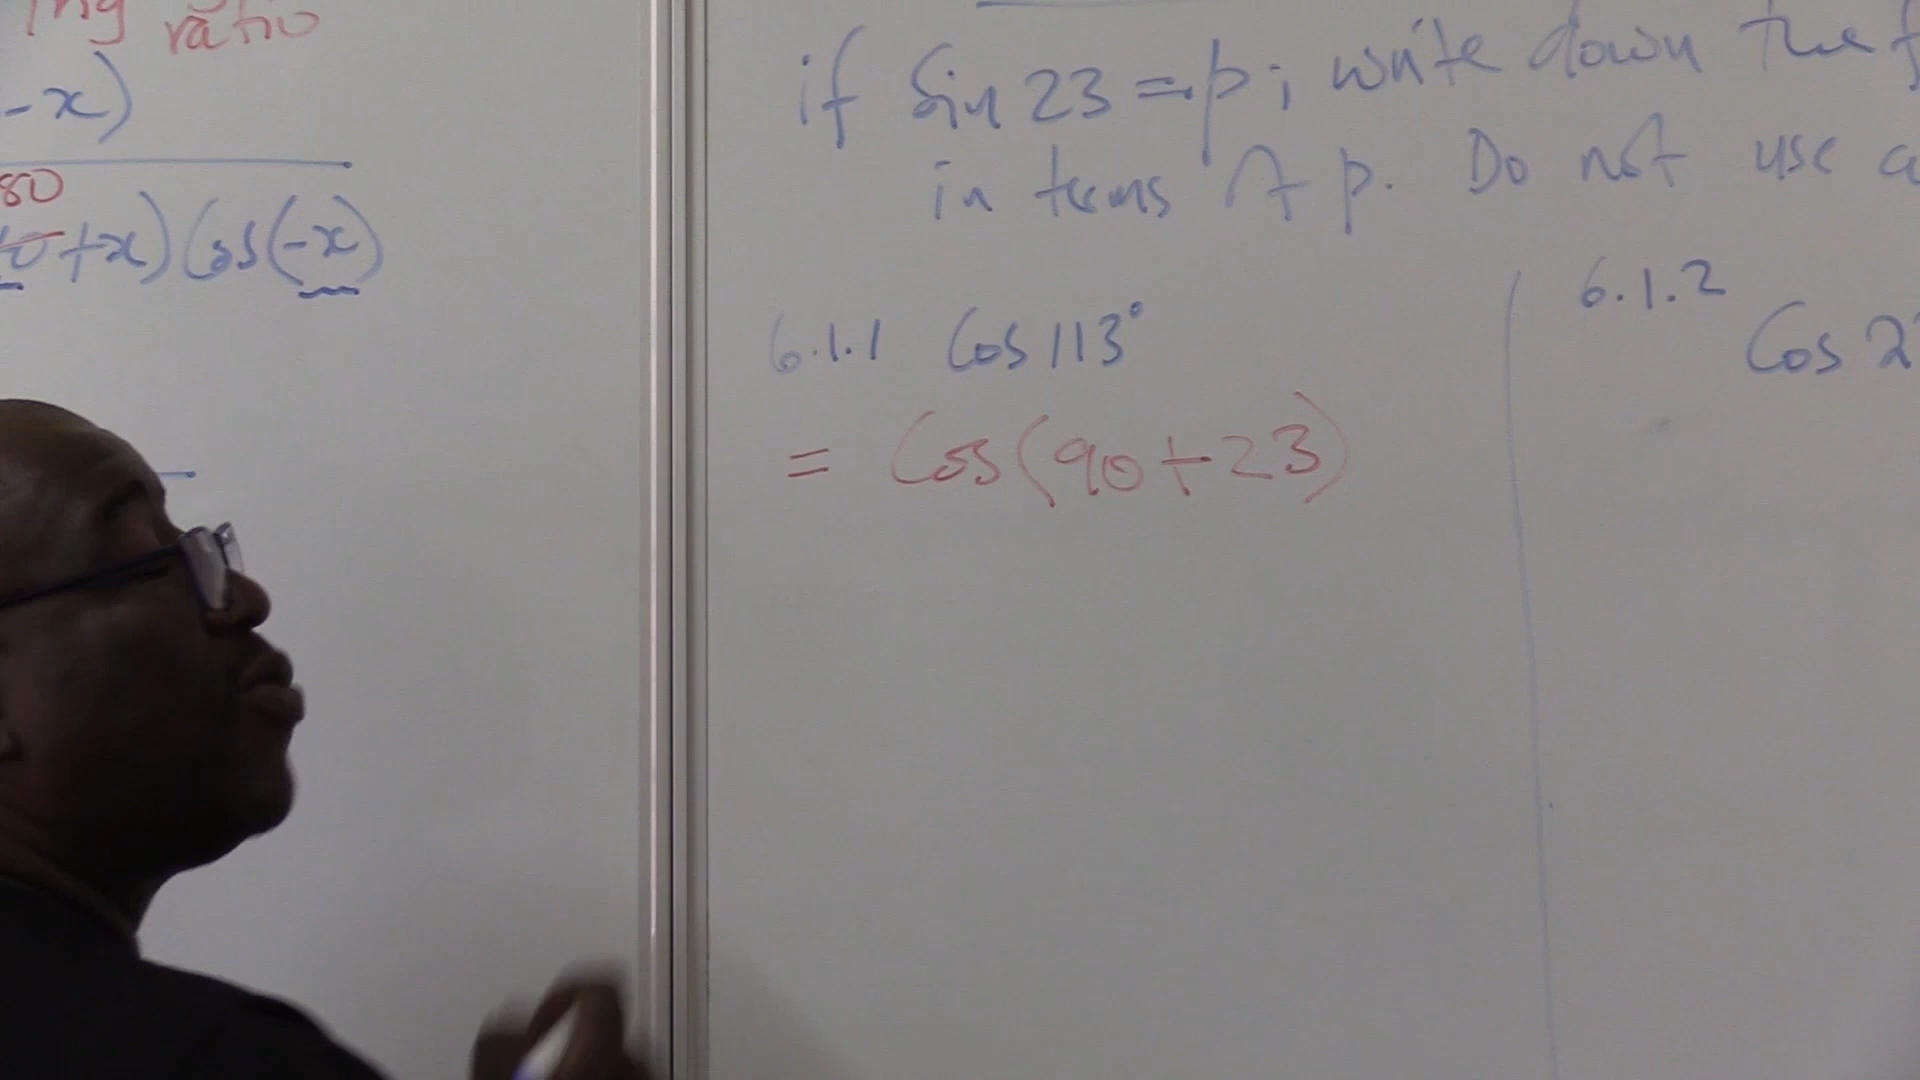 ing ratio
-x)
80
+x) Cos(-x)
if Sin 23 = p; write down the f
in terms of p. Do not use a
6.1.1 Cos 113°
= Cos(90+23)
6.1.2
Cos 2